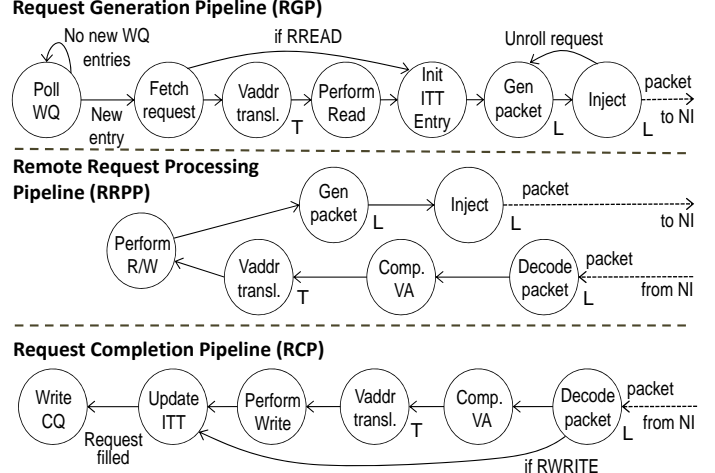 Request Generation Pipeline (RGP)
No new WQ
entries
if RREAD
Unroll request
Poll
WQ
New
entry
Fetch
request
Vaddr
transl.
T
Perform
Read
Init
ITT
Entry
Gen
packet
L
Inject
L
packet
to NI
Remote Request Processing
Pipeline (RRPP)
Gen
packet
L
Inject
L
packet
to NI
Perform
R/W
Vaddr
transl.
T
Comp.
VA
Decode
packet
L
packet
from NI
Request Completion Pipeline (RCP)
Write
CQ
Request
filled
Update
ITT
Perform
Write
Vaddr
transl.
T
Comp.
VA
Decode
packet
L
packet
from NI
if RWRITE